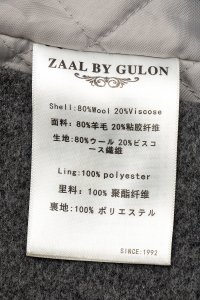 ZAAL BY GULON
Shell:80%Wool 20%Viscose
面料：80%羊毛 20%粘胶纤维
生地：80%ウール 20%ビスコ
ース繊維
Ling:100% polyester
里料：100% 聚酯纤维
裏地：100% ポリエステル
SINCE:1992